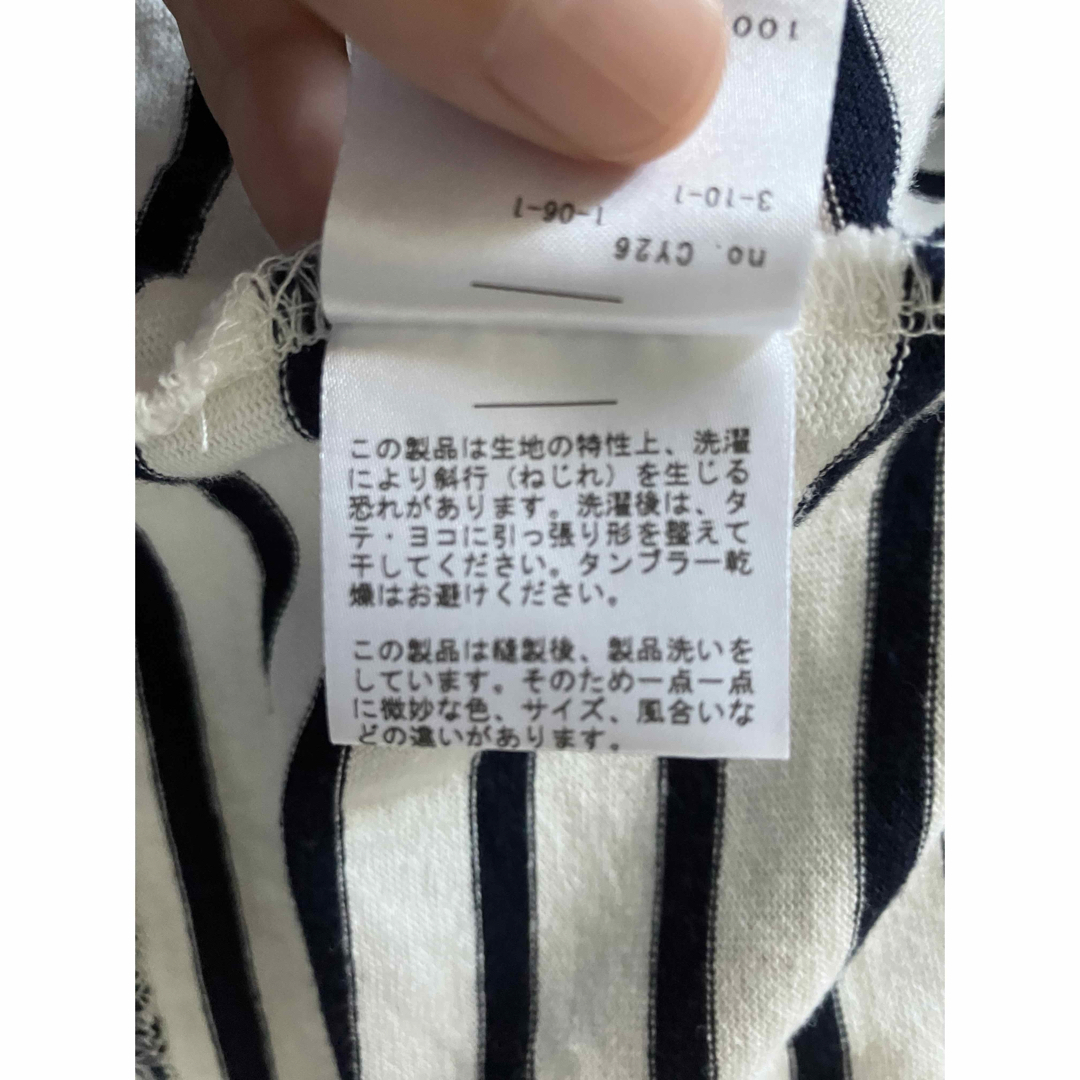 100
3-10-1 1-06-1
no. CY26
この製品は生地の特性上、洗濯
により斜行（ねじれ）を生じる
恐れがあります。洗濯後は、タ
テ・ヨコに引っ張り形を整えて
干してください。タンブラー乾
燥はお避けください。
この製品は縫製後、製品洗いを
しています。そのため一点一点
に微妙な色、サイズ、風合いな
どの違いがあります。